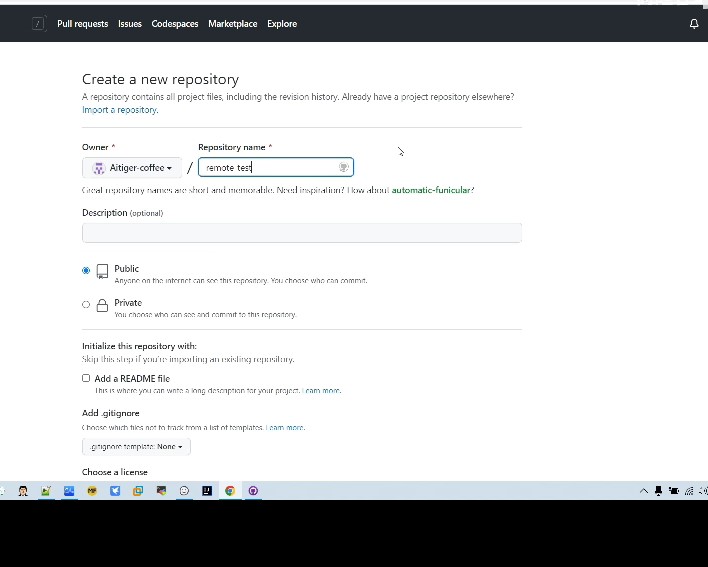 / Pull requests Issues Codespaces Marketplace Explore
Create a new repository
A repository contains all project files, including the revision history. Already have a project repository elsewhere?
Import a repository.
Owner * Repository name *
Aitiger-coffee / remote test
Great repository names are short and memorable. Need inspiration? How about automatic-funicular?
Description (optional)
Public
Anyone on the internet can see this repository. You choose who can commit.
Private
You choose who can see and commit to this repository.
Initialize this repository with:
Skip this step if you're importing an existing repository.
Add a README file
This is where you can write a long description for your project. Learn more.
Add .gitignore
Choose which files not to track from a list of templates. Learn more.
.gitignore template: None
Choose a license